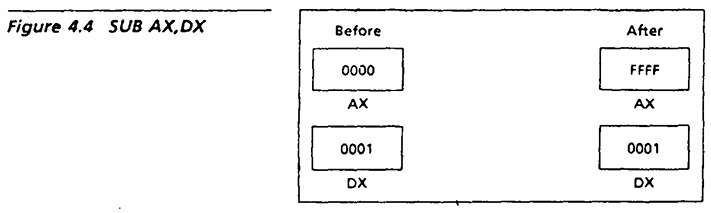 Figure 4.4 SUB AX,DX
Before After
0000 FFFF
AX AX
0001 0001
DX DX